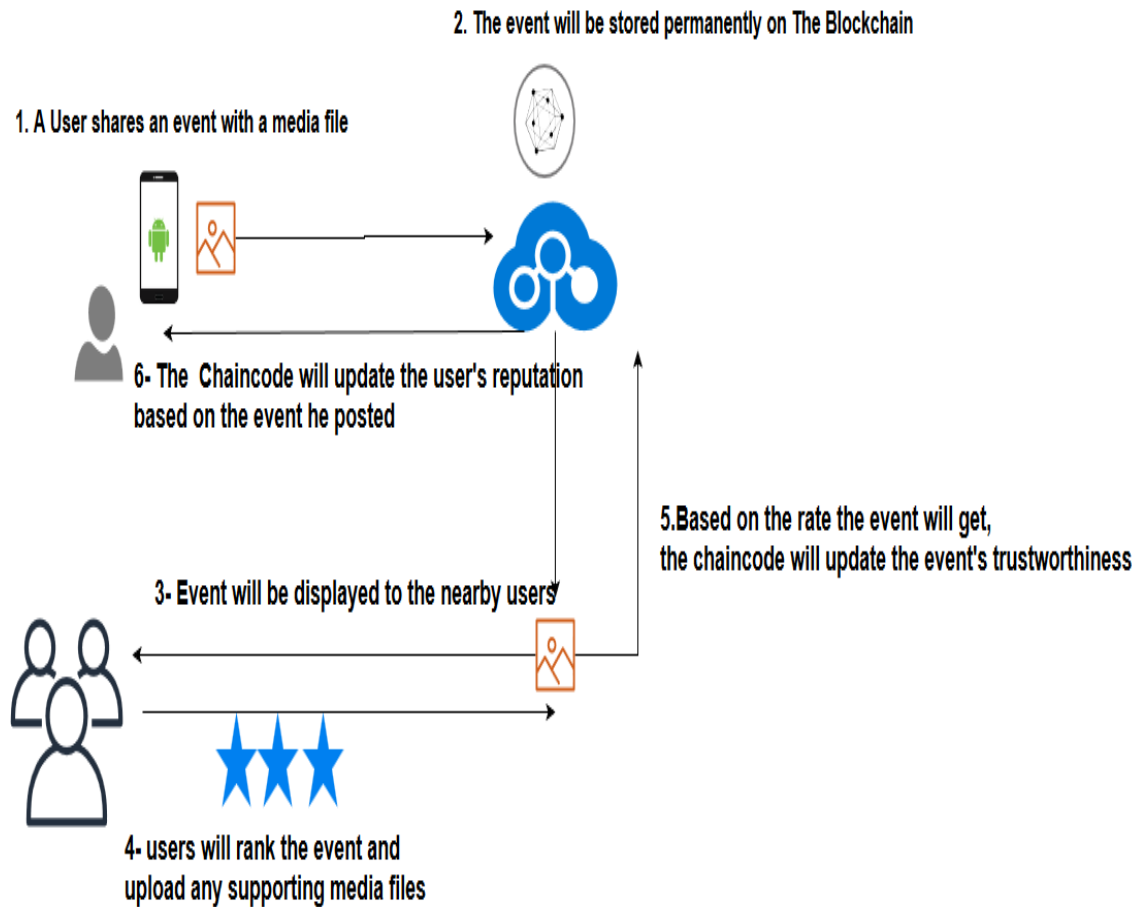 2. The event will be stored permanently on The Blockchain
1. A User shares an event with a media file
6- The Chaincode will update the user's reputation
based on the event he posted
5.Based on the rate the event will get,
the chaincode will update the event's trustworthiness
3- Event will be displayed to the nearby users
4- users will rank the event and
upload any supporting media files